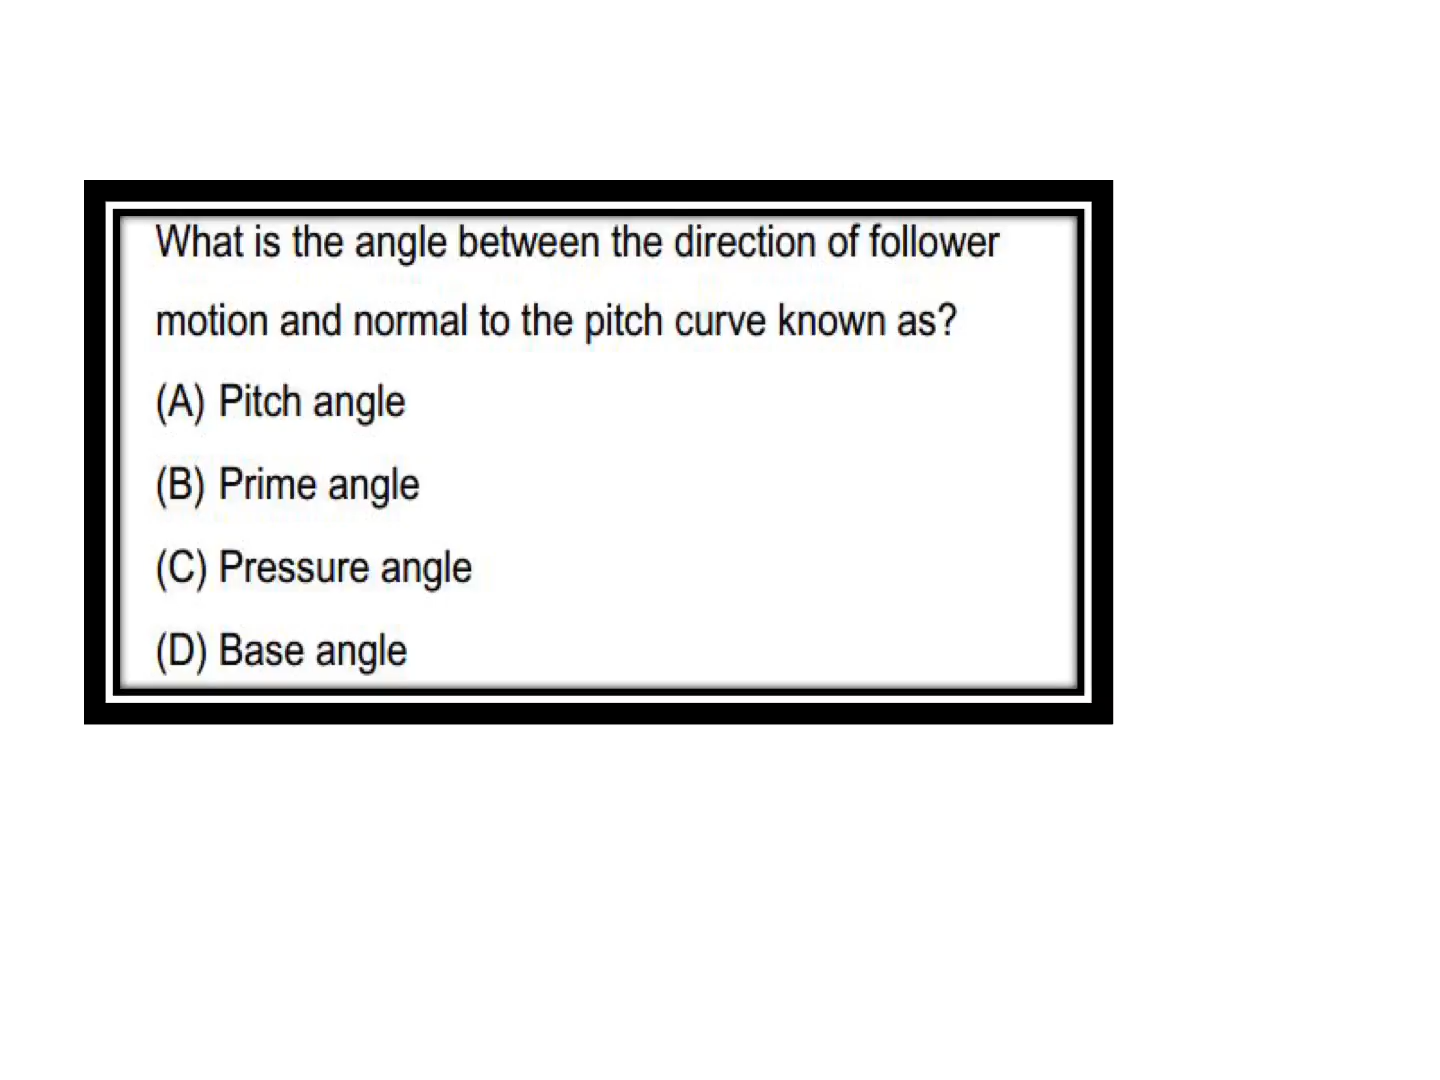 What is the angle between the direction of follower
motion and normal to the pitch curve known as?
(A) Pitch angle
(B) Prime angle
(C) Pressure angle
(D) Base angle